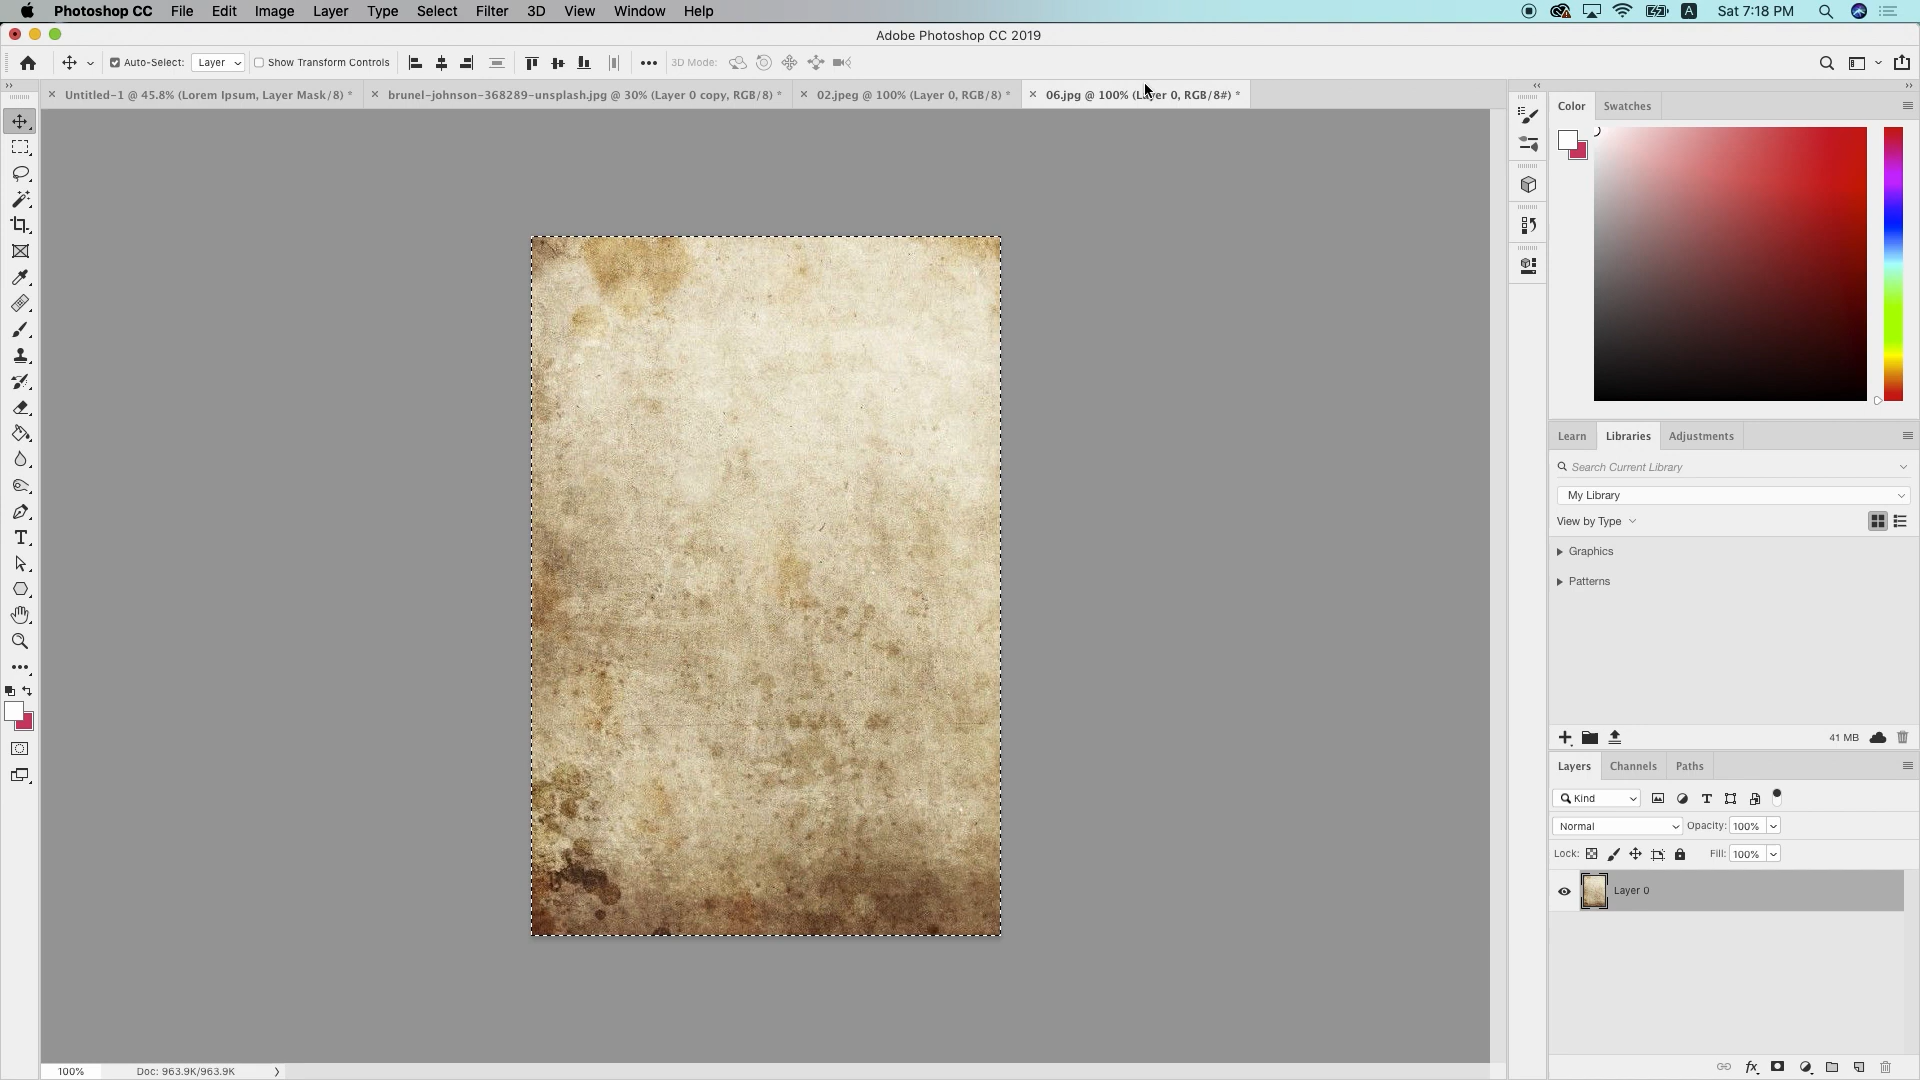 Photoshop CC File Edit Image Layer Type Select Filter 3D View Window Help A Sat 7:18 PM
Adobe Photoshop CC 2019
Auto-Select: Layer Show Transform Controls 3D Mode:
Untitled-1 @ 45.8% (Lorem Ipsum, Layer Mask/8) * brunel-johnson-368289-unsplash.jpg @ 30% (Layer 0 copy, RGB/8) * 02.jpeg @ 100% (Layer 0, RGB/8) * 06.jpg @ 100% (Layer 0, RGB/8#) *
Color Swatches
Learn Libraries Adjustments
Search Current Library
My Library
View by Type
Graphics
Patterns
41 MB
Layers Channels Paths
Kind
Normal Opacity: 100%
Lock: Fill: 100%
Layer 0
fx
100% Doc: 963.9K/963.9K